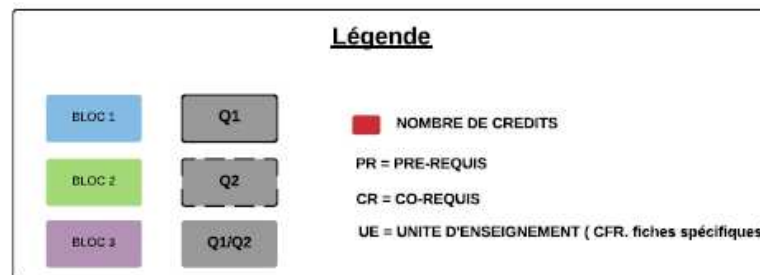 Légende
BLOC 1
Q1
NOMBRE DE CREDITS
PR = PRE-REQUIS
BLOC 2
Q2
CR = CO-REQUIS
UE = UNITE D'ENSEIGNEMENT ( CFR. fiches spécifiques
BLOC 3
Q1/Q2